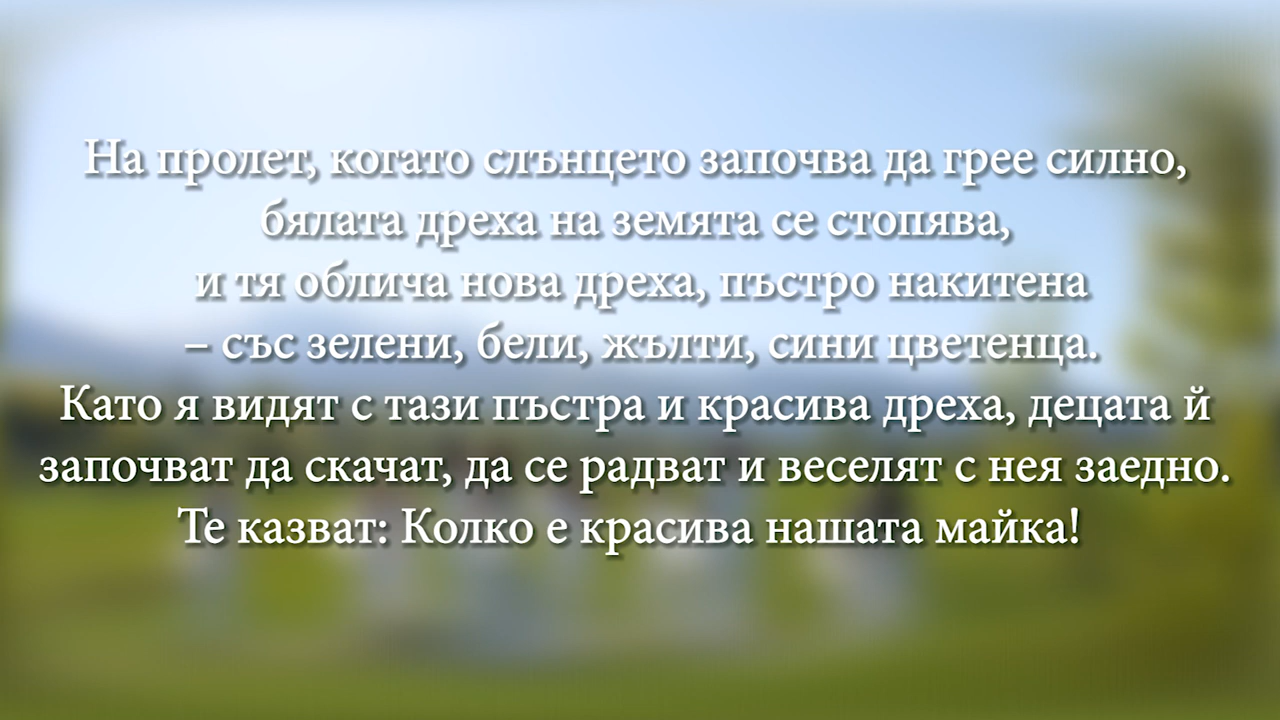 На пролет, когато слънцето започва да грее силно,
бялата дреха на земята се стопява,
и тя облича нова дреха, пъстро накитена
– със зелени, бели, жълти, сини цветенца.
Като я видят с тази пъстра и красива дреха, децата й
започват да скачат, да се радват и веселят с нея заедно.
Те казват: Колко е красива нашата майка!